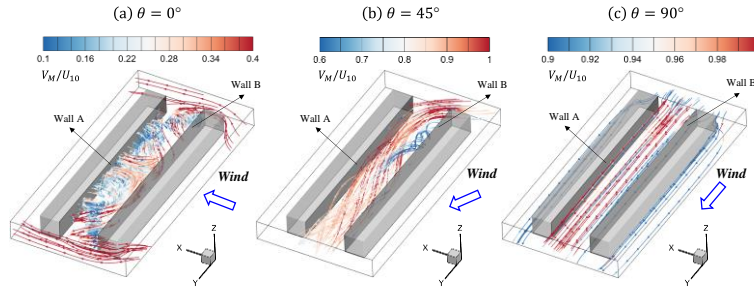 (a) θ = 0°
(b) θ = 45°
(c) θ = 90°
0.1 0.16 0.22 0.28 0.34 0.4
0.6 0.7 0.8 0.9 1
0.9 0.92 0.94 0.96 0.98
V_M/U_10
V_M/U_10
V_M/U_10
Wall B
Wall B
Wall B
Wall A
Wall A
Wall A
Wind
Wind
Wind
Z
X
Y
Z
X
Y
Z
X
Y